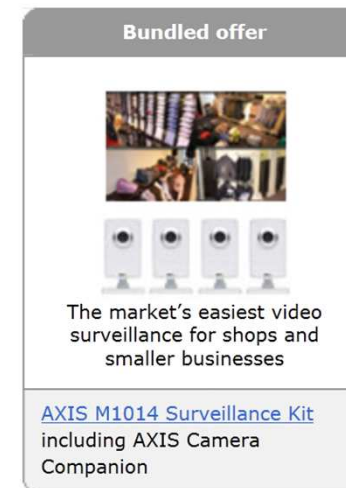 Bundled offer
The market's easiest video
surveillance for shops and
smaller businesses
AXIS M1014 Surveillance Kit
including AXIS Camera
Companion